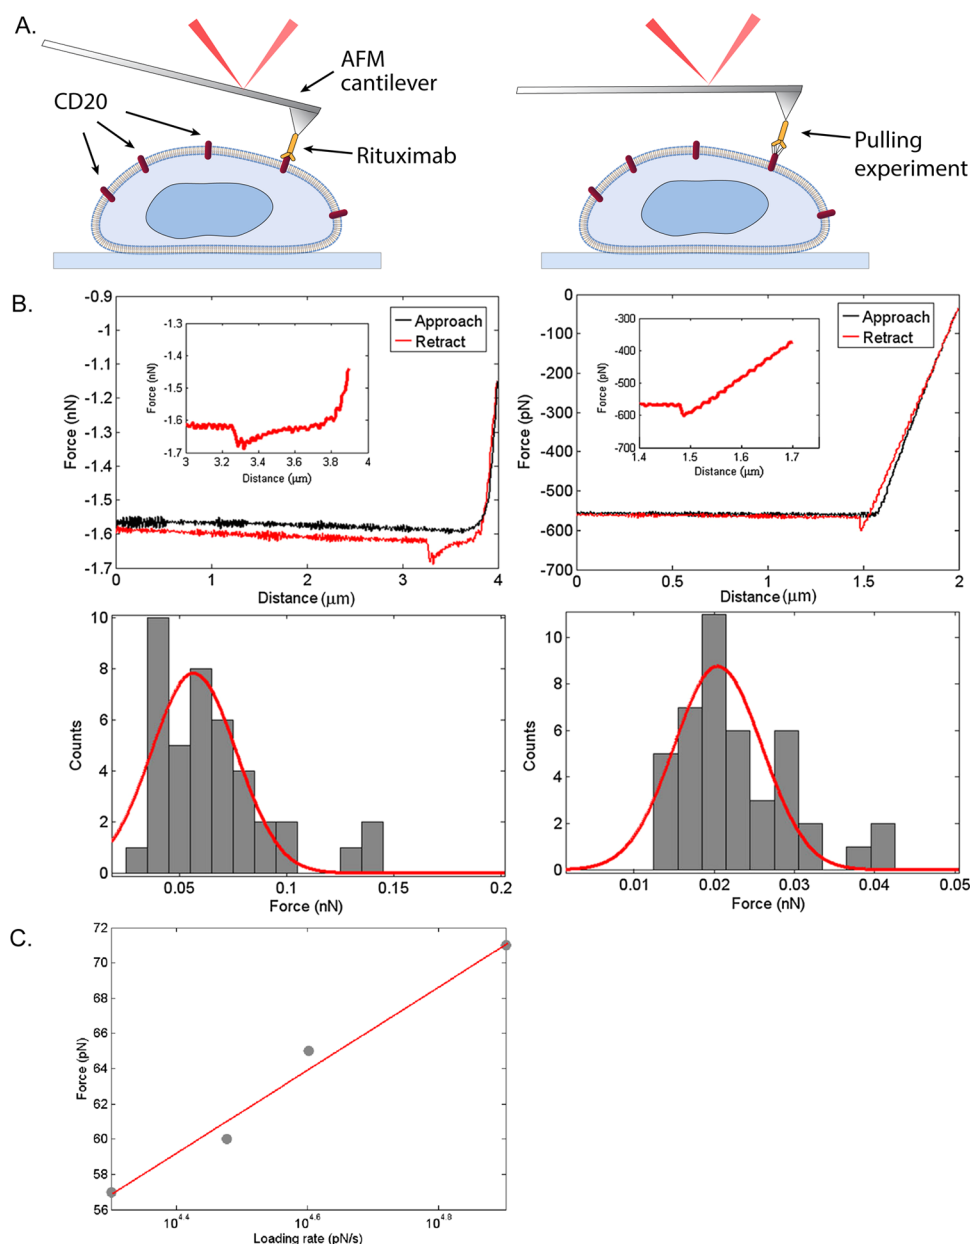 A.
AFM
cantilever
CD20
Rituximab
Pulling
experiment
B.
-0.9
-1
-1.1
-1.2
-1.3
-1.4
-1.5
-1.6
-1.7
Force (nN)
0
1
2
3
4
Distance (μm)
Approach
Retract
-1.3
-1.4
-1.5
-1.6
-1.7
Force (nN)
3
3.2
3.4
3.6
3.8
4
Distance (μm)
0
-100
-200
-300
-400
-500
-600
-700
Force (pN)
0
0.5
1
1.5
2
Distance (μm)
Approach
Retract
-300
-400
-500
-600
-700
Force (pN)
1.4
1.5
1.6
1.7
Distance (μm)
10
8
6
4
2
0
Counts
0.05
0.1
0.15
0.2
Force (nN)
10
8
6
4
2
0
Counts
0.01
0.02
0.03
0.04
0.05
Force (nN)
C.
72
70
68
66
64
62
60
58
56
Force (pN)
10^4.4
10^4.6
10^4.8
Loading rate (pN/s)